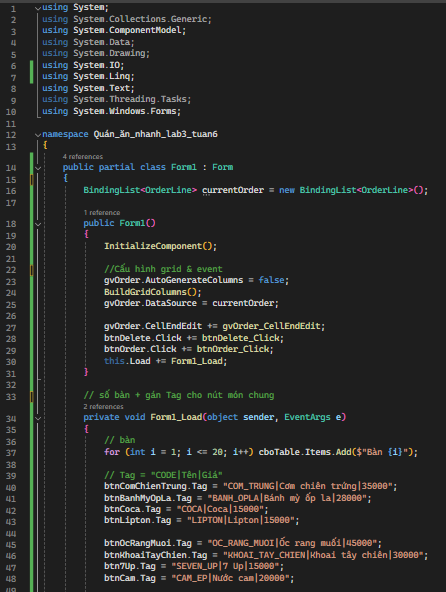 1 using System;
2 using System.Collections.Generic;
3 using System.ComponentModel;
4 using System.Data;
5 using System.Drawing;
6 using System.IO;
7 using System.Linq;
8 using System.Text;
9 using System.Threading.Tasks;
10 using System.Windows.Forms;
11
12 namespace Quán_ăn_nhanh_lab3_tuan6
13 {
4 references
14 public partial class Form1 : Form
15 {
16 BindingList<OrderLine> currentOrder = new BindingList<OrderLine>();
17
1 reference
18 public Form1()
19 {
20 InitializeComponent();
21
22 //Cấu hình grid & event
23 gvOrder.AutoGenerateColumns = false;
24 BuildGridColumns();
25 gvOrder.DataSource = currentOrder;
26
27 gvOrder.CellEndEdit += gvOrder_CellEndEdit;
28 btnDelete.Click += btnDelete_Click;
29 btnOrder.Click += btnOrder_Click;
30 this.Load += Form1_Load;
31 }
32
33 // số bàn + gán Tag cho nút món chung
2 references
34 private void Form1_Load(object sender, EventArgs e)
35 {
36 // bàn
37 for (int i = 1; i <= 20; i++) cboTable.Items.Add($"Bàn {i}");
38
39 // Tag = "CODE|Tên|Giá"
40 btnComChienTrung.Tag = "COM_TRUNG|Cơm chiên trứng|35000";
41 btnBanhMyOpLa.Tag = "BANH_OPLA|Bánh mỳ ốp la|28000";
42 btnCoca.Tag = "COCA|Coca|15000";
43 btnLipton.Tag = "LIPTON|Lipton|15000";
44
45 btnOcRangMuoi.Tag = "OC_RANG_MUOI|Ốc rang muối|45000";
46 btnKhoaiTayChien.Tag = "KHOAI_TAY_CHIEN|Khoai tây chiên|30000";
47 btn7Up.Tag = "SEVEN_UP|7 Up|15000";
48 btnCam.Tag = "CAM_EP|Nước cam|20000";